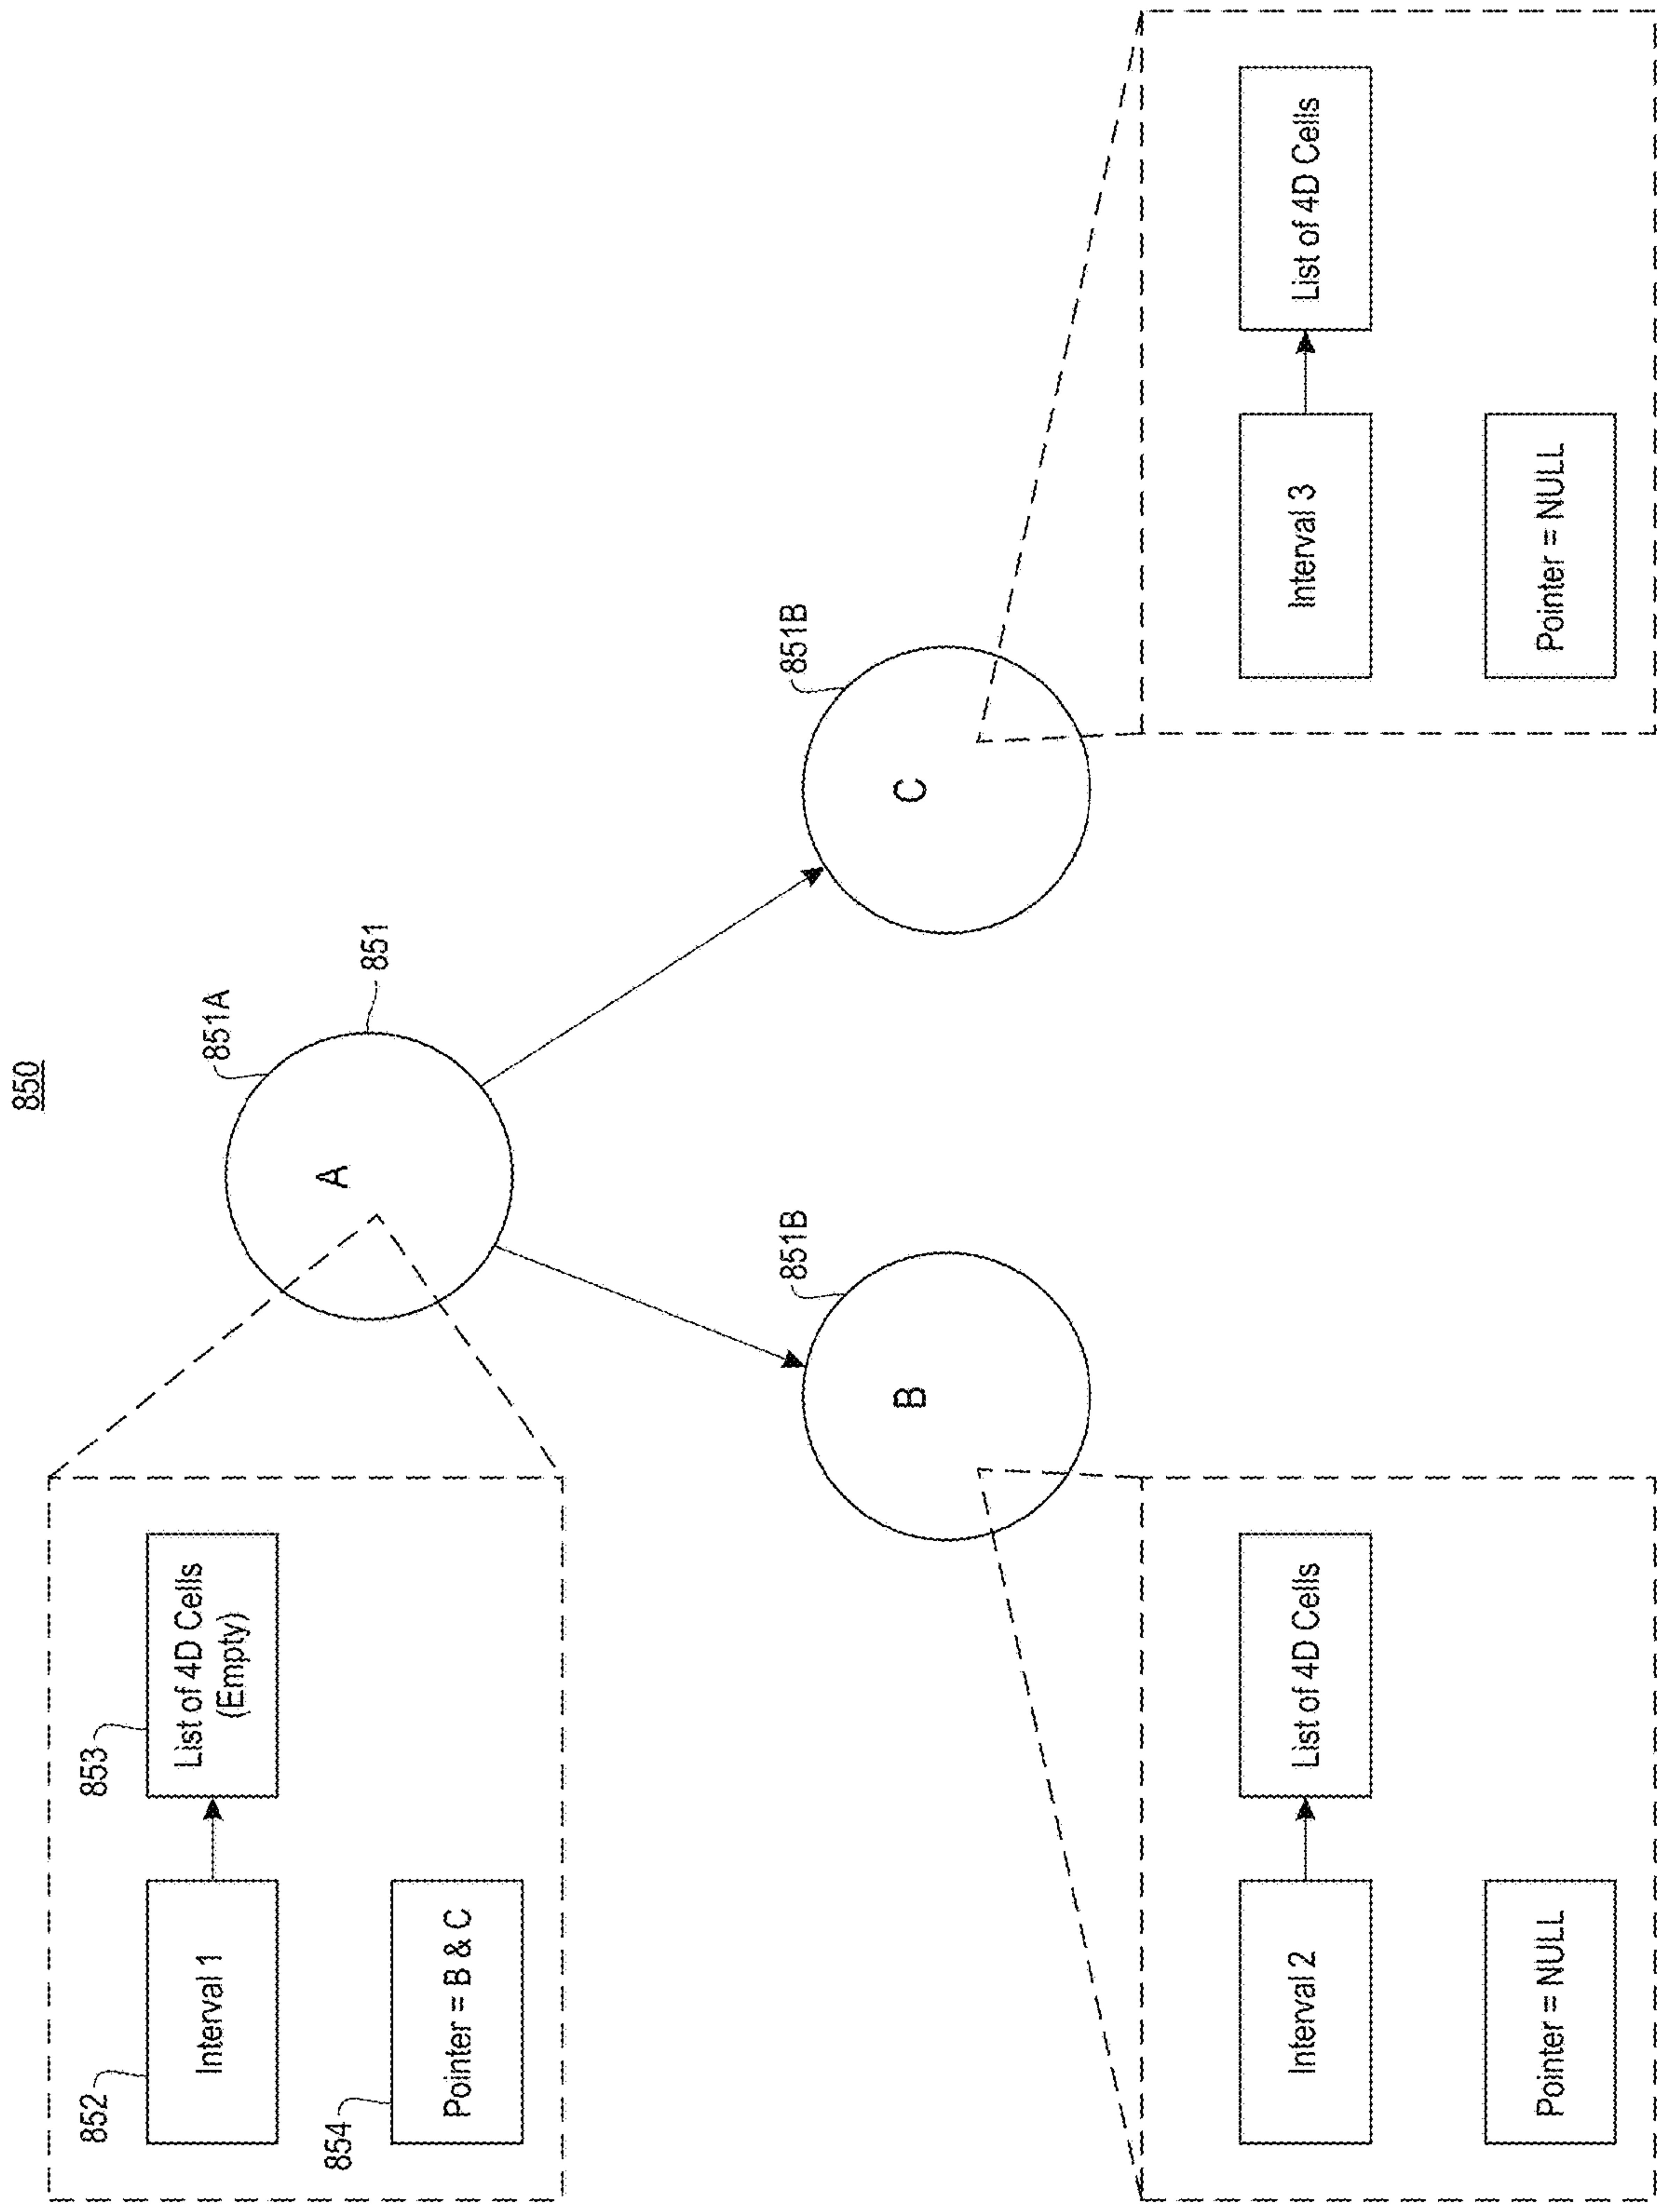 850
851A
851
852
853
Interval 1
List of 4D Cells
(Empty)
854
Pointer = B & C
A
851B
B
851B
C
Interval 2
List of 4D Cells
Pointer = NULL
Interval 3
List of 4D Cells
Pointer = NULL